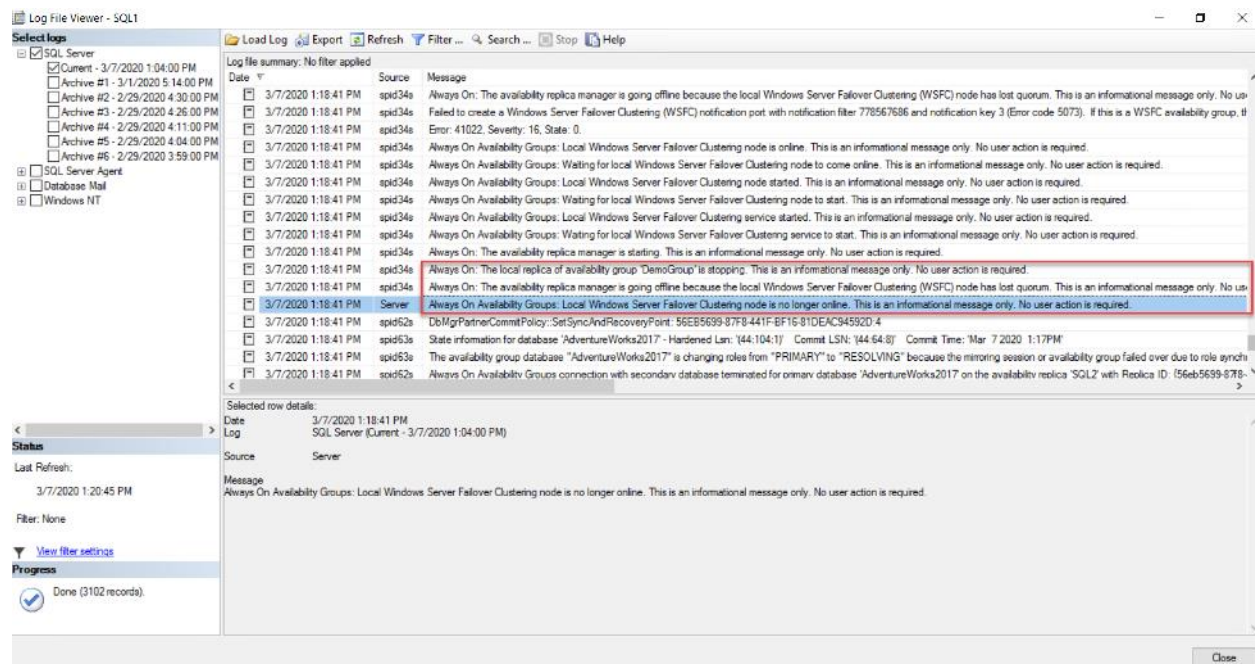 Log File Viewer - SQL1
Select logs
SQL Server
Current - 3/7/2020 1:04:00 PM
Archive #1 - 3/1/2020 5:14:00 PM
Archive #2 - 2/29/2020 4:30:00 PM
Archive #3 - 2/29/2020 4:26:00 PM
Archive #4 - 2/29/2020 4:11:00 PM
Archive #5 - 2/29/2020 4:04:00 PM
Archive #6 - 2/29/2020 3:59:00 PM
SQL Server Agent
Database Mail
Windows NT
Load Log Export Refresh Filter ... Search ... Stop Help
Log file summary: No filter applied
Date Source Message
3/7/2020 1:18:41 PM spid34s Always On: The availability replica manager is going offline because the local Windows Server Failover Clustering (WSFC) node has lost quorum. This is an informational message only. No use
3/7/2020 1:18:41 PM spid34s Failed to create a Windows Server Failover Clustering (WSFC) notification port with notification filter 778567686 and notification key 3 (Error code 5073). If this is a WSFC availability group, th
3/7/2020 1:18:41 PM spid34s Error: 41022, Severity: 16, State: 0.
3/7/2020 1:18:41 PM spid34s Always On Availability Groups: Local Windows Server Failover Clustering node is online. This is an informational message only. No user action is required.
3/7/2020 1:18:41 PM spid34s Always On Availability Groups: Waiting for local Windows Server Failover Clustering node to come online. This is an informational message only. No user action is required.
3/7/2020 1:18:41 PM spid34s Always On Availability Groups: Local Windows Server Failover Clustering node started. This is an informational message only. No user action is required.
3/7/2020 1:18:41 PM spid34s Always On Availability Groups: Waiting for local Windows Server Failover Clustering node to start. This is an informational message only. No user action is required.
3/7/2020 1:18:41 PM spid34s Always On Availability Groups: Local Windows Server Failover Clustering service started. This is an informational message only. No user action is required.
3/7/2020 1:18:41 PM spid34s Always On Availability Groups: Waiting for local Windows Server Failover Clustering service to start. This is an informational message only. No user action is required.
3/7/2020 1:18:41 PM spid34s Always On: The availability replica manager is starting. This is an informational message only. No user action is required.
3/7/2020 1:18:41 PM spid34s Always On: The local replica of availability group 'DemoGroup' is stopping. This is an informational message only. No user action is required.
3/7/2020 1:18:41 PM spid34s Always On: The availability replica manager is going offline because the local Windows Server Failover Clustering (WSFC) node has lost quorum. This is an informational message only. No use
3/7/2020 1:18:41 PM Server Always On Availability Groups: Local Windows Server Failover Clustering node is no longer online. This is an informational message only. No user action is required.
3/7/2020 1:18:41 PM spid62s DbMgrPartnerCommitPolicy::SetSyncAndRecoveryPoint: 56EB5699-87F8-441F-BF16-81DEAC94592D:4
3/7/2020 1:18:41 PM spid63s State information for database 'AdventureWorks2017' - Hardened Lsn: '(44:104:1)' Commit LSN: '(44:64:8)' Commit Time: 'Mar 7 2020 1:17PM'
3/7/2020 1:18:41 PM spid63s The availability group database "AdventureWorks2017" is changing roles from "PRIMARY" to "RESOLVING" because the mirroring session or availability group failed over due to role synchr
3/7/2020 1:18:41 PM spid62s Always On Availability Groups connection with secondary database terminated for primary database 'AdventureWorks2017' on the availability replica 'SQL2' with Replica ID: {56eb5699-87f8-
Selected row details:
Date 3/7/2020 1:18:41 PM
Log SQL Server (Current - 3/7/2020 1:04:00 PM)
Source Server
Message
Always On Availability Groups: Local Windows Server Failover Clustering node is no longer online. This is an informational message only. No user action is required.
Status
Last Refresh:
3/7/2020 1:20:45 PM
Filter: None
View filter settings
Progress
Done (3102 records).
Close